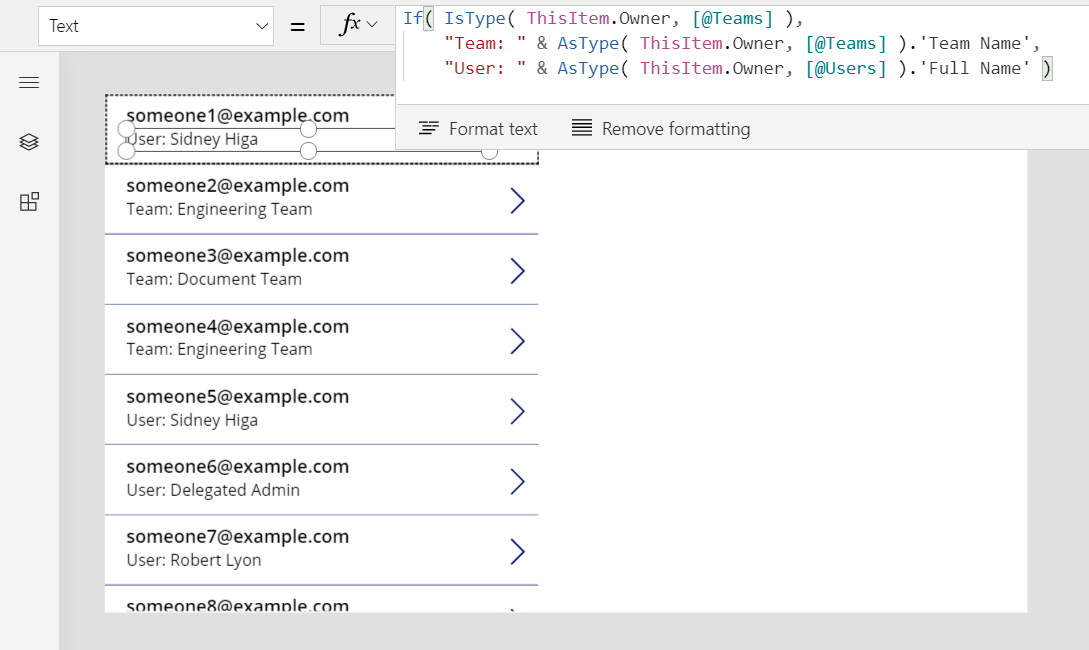 Text
=
fx
If( IsType( ThisItem.Owner, [@Teams] ),
"Team: " & AsType( ThisItem.Owner, [@Teams] ).'Team Name',
"User: " & AsType( ThisItem.Owner, [@Users] ).'Full Name' )
Format text
Remove formatting
someone1@example.com
User: Sidney Higa
someone2@example.com
Team: Engineering Team
someone3@example.com
Team: Document Team
someone4@example.com
Team: Engineering Team
someone5@example.com
User: Sidney Higa
someone6@example.com
User: Delegated Admin
someone7@example.com
User: Robert Lyon
someone8@example.com